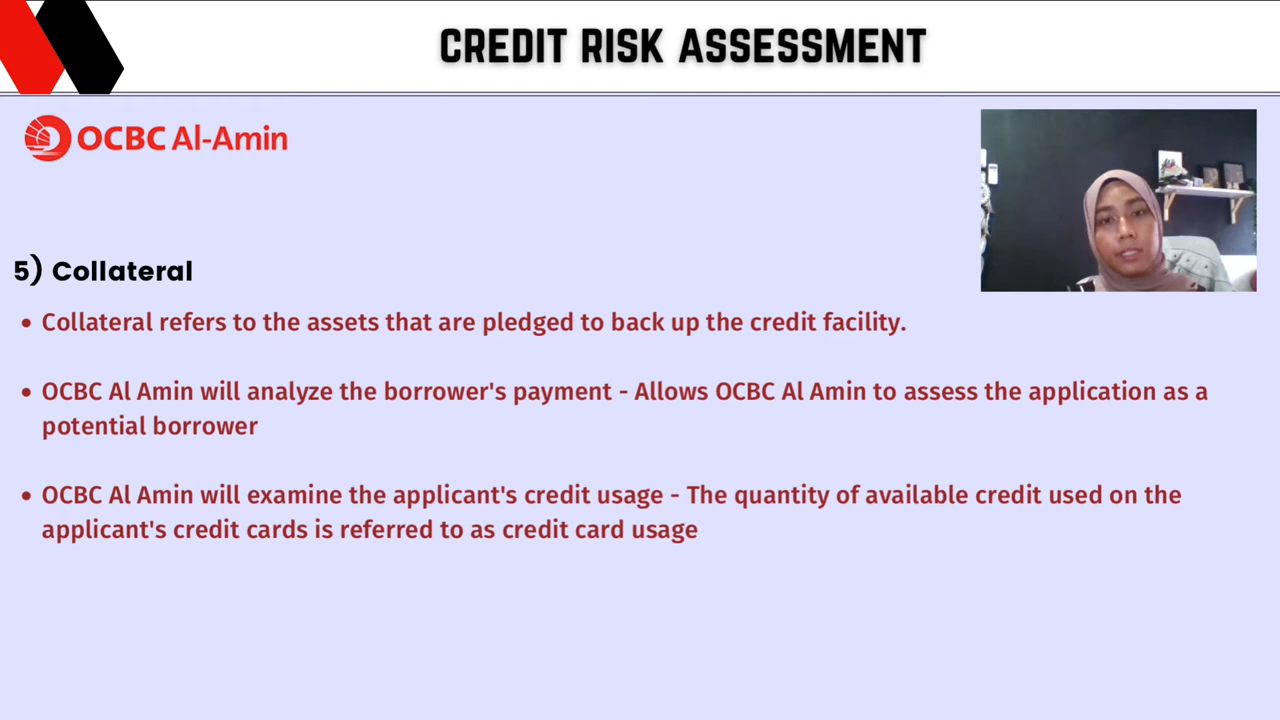 CREDIT RISK ASSESSMENT
OCBC Al-Amin
5) Collateral
• Collateral refers to the assets that are pledged to back up the credit facility.
• OCBC Al Amin will analyze the borrower's payment - Allows OCBC Al Amin to assess the application as a
potential borrower
• OCBC Al Amin will examine the applicant's credit usage - The quantity of available credit used on the
applicant's credit cards is referred to as credit card usage